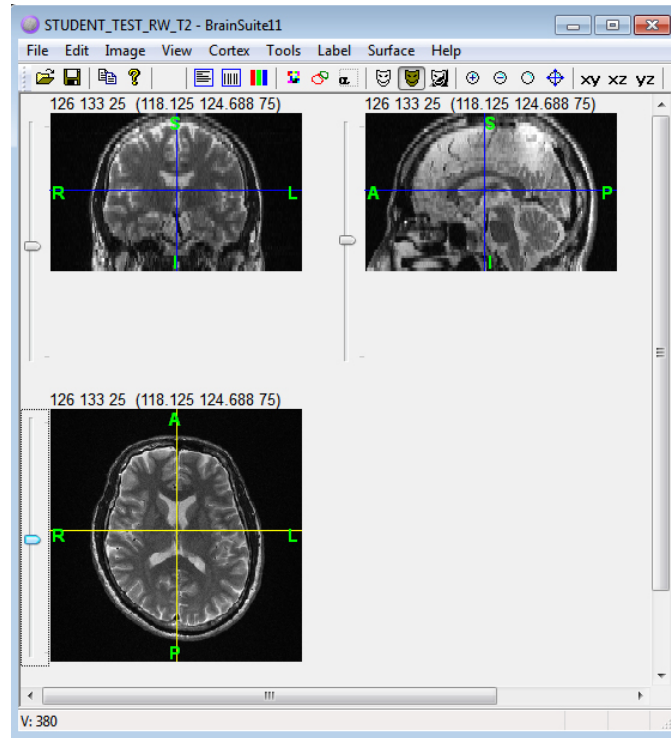 STUDENT_TEST_RW_T2 - BrainSuite11
File Edit Image View Cortex Tools Label Surface Help
α xy xz yz
126 133 25 (118.125 124.688 75) 126 133 25 (118.125 124.688 75)
S S
R L A P
I I
126 133 25 (118.125 124.688 75)
A
R L
P
V: 380